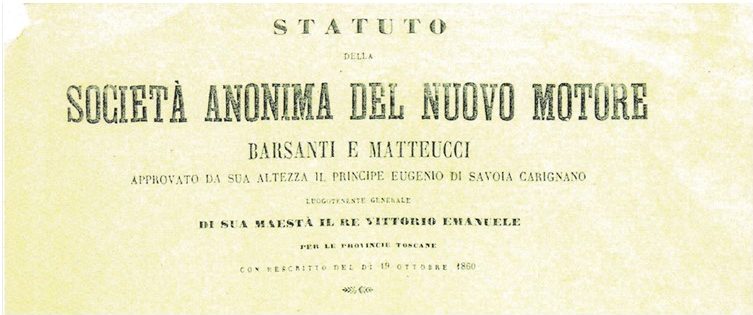 STATUTO
DELLA
SOCIETÀ ANONIMA DEL NUOVO MOTORE
BARSANTI E MATTEUCCI
APPROVATO DA SUA ALTEZZA IL PRINCIPE EUGENIO DI SAVOIA CARIGNANO
LUOGOTENENTE GENERALE
DI SUA MAESTÀ IL RE VITTORIO EMANUELE
PER LE PROVINCIE TOSCANE
CON RESCRITTO DEL DÌ 19 OTTOBRE 1860